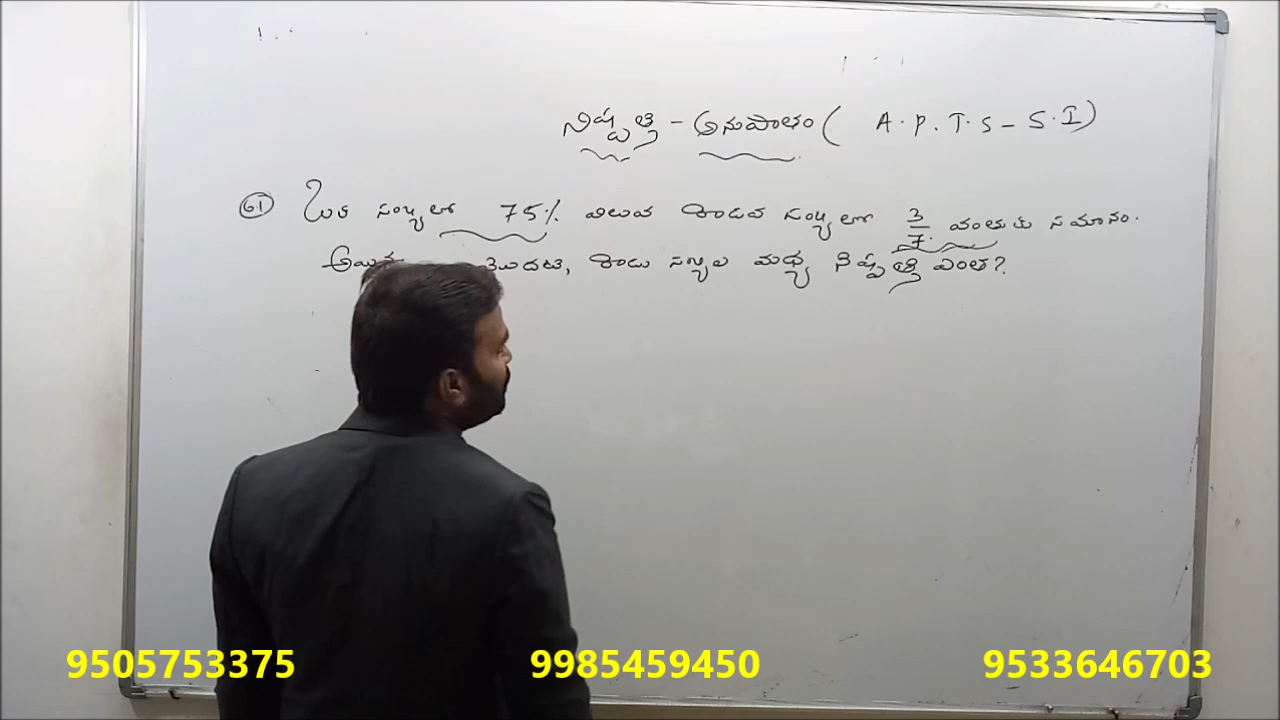 నిష్పత్తి - అనుపాతం ( A.P.T.S - S.I )
61 ఒక సంఖ్యలో 75% విలువ రెండవ సంఖ్యలో 3/7 వంతుకు సమానం.
మొదటి, రెండు సంఖ్యల మధ్య నిష్పత్తి ఎంత?
9505753375 9985459450 9533646703